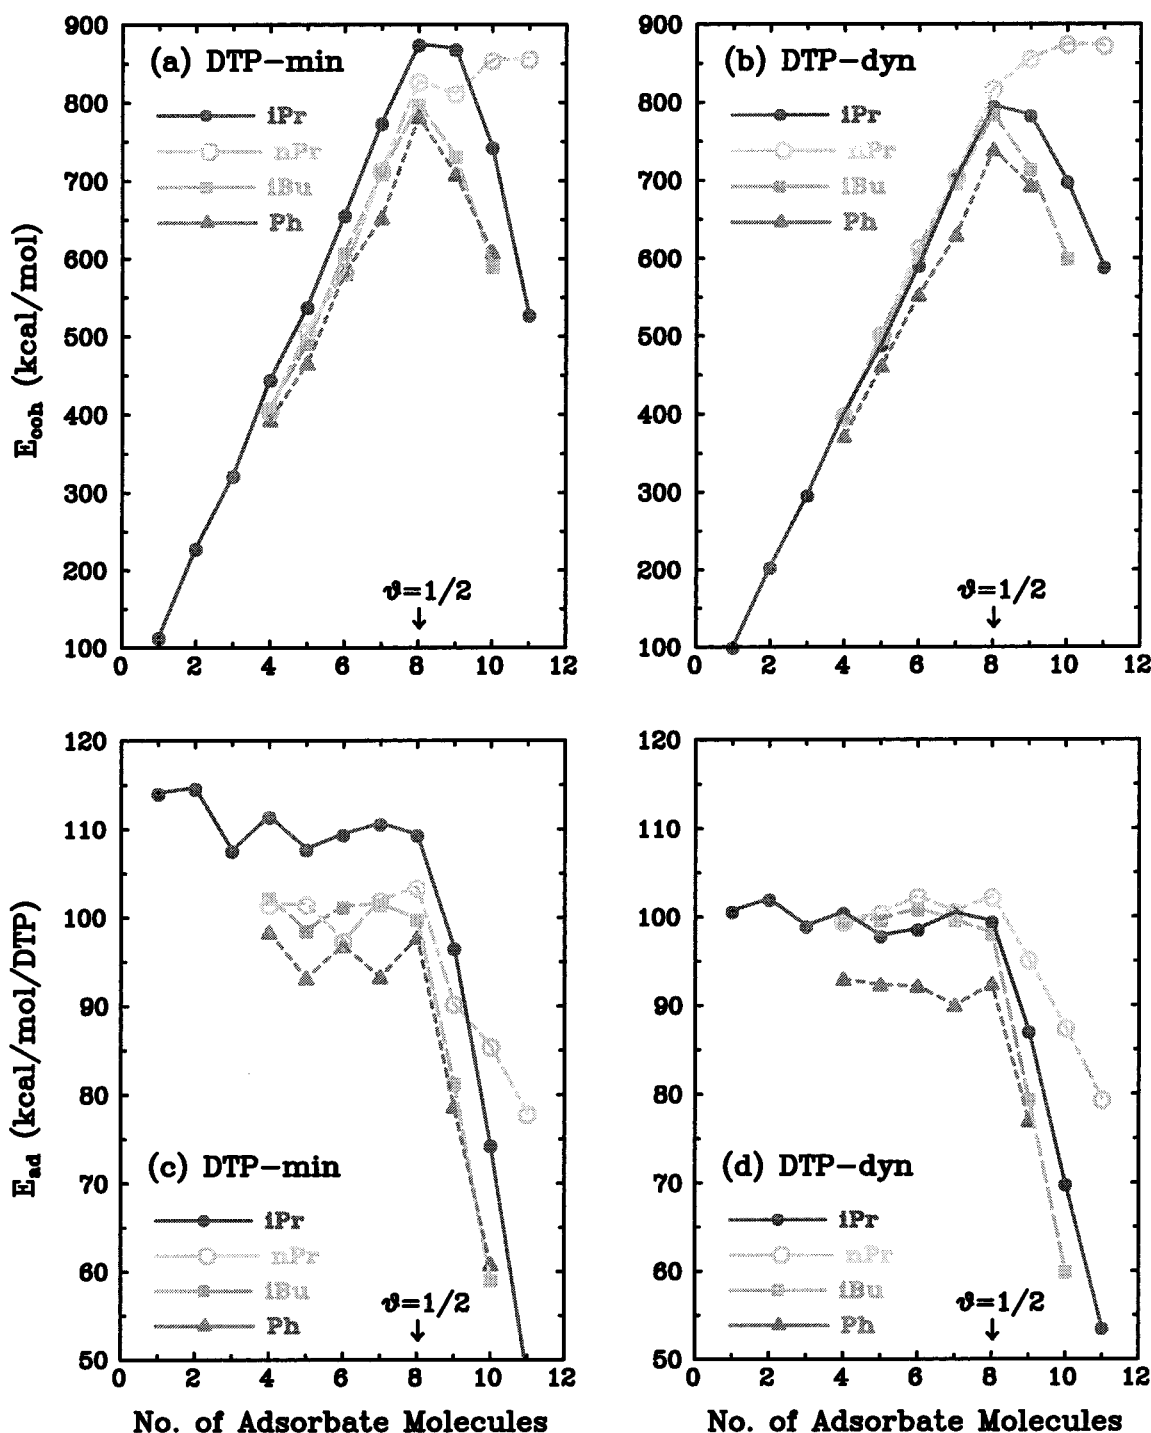 900
800
700
600
500
400
300
200
100
E_coh (kcal/mol)
(a) DTP-min
iPr
nPr
iBu
Ph
ϑ=1/2
0 2 4 6 8 10 12
900
800
700
600
500
400
300
200
100
(b) DTP-dyn
iPr
nPr
iBu
Ph
ϑ=1/2
0 2 4 6 8 10 12
120
110
100
90
80
70
60
50
E_ad (kcal/mol/DTP)
(c) DTP-min
iPr
nPr
iBu
Ph
ϑ=1/2
0 2 4 6 8 10 12
No. of Adsorbate Molecules
120
110
100
90
80
70
60
50
(d) DTP-dyn
iPr
nPr
iBu
Ph
ϑ=1/2
0 2 4 6 8 10 12
No. of Adsorbate Molecules